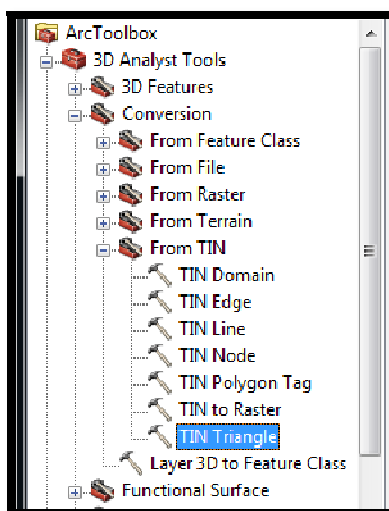 ArcToolbox
3D Analyst Tools
3D Features
Conversion
From Feature Class
From File
From Raster
From Terrain
From TIN
TIN Domain
TIN Edge
TIN Line
TIN Node
TIN Polygon Tag
TIN to Raster
TIN Triangle
Layer 3D to Feature Class
Functional Surface